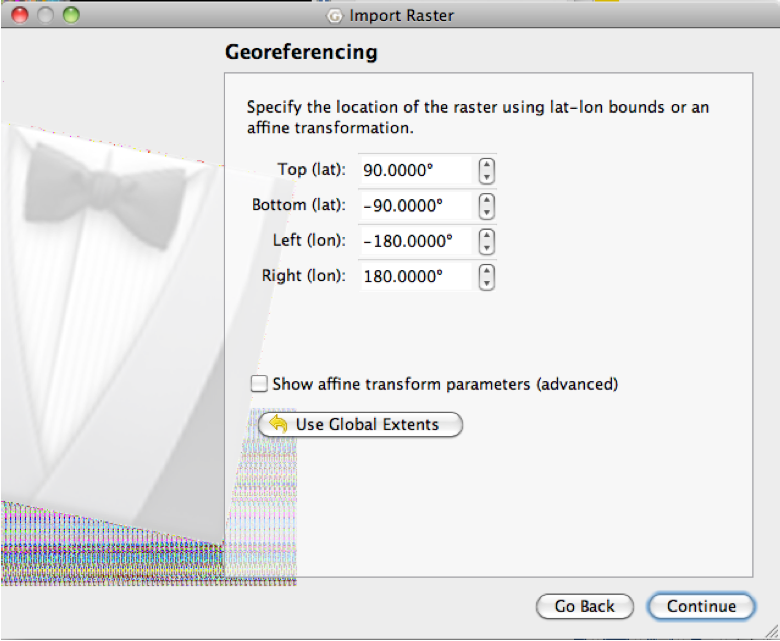 Import Raster
Georeferencing
Specify the location of the raster using lat-lon bounds or an
affine transformation.
Top (lat): 90.0000°
Bottom (lat): -90.0000°
Left (lon): -180.0000°
Right (lon): 180.0000°
Show affine transform parameters (advanced)
Use Global Extents
Go Back Continue